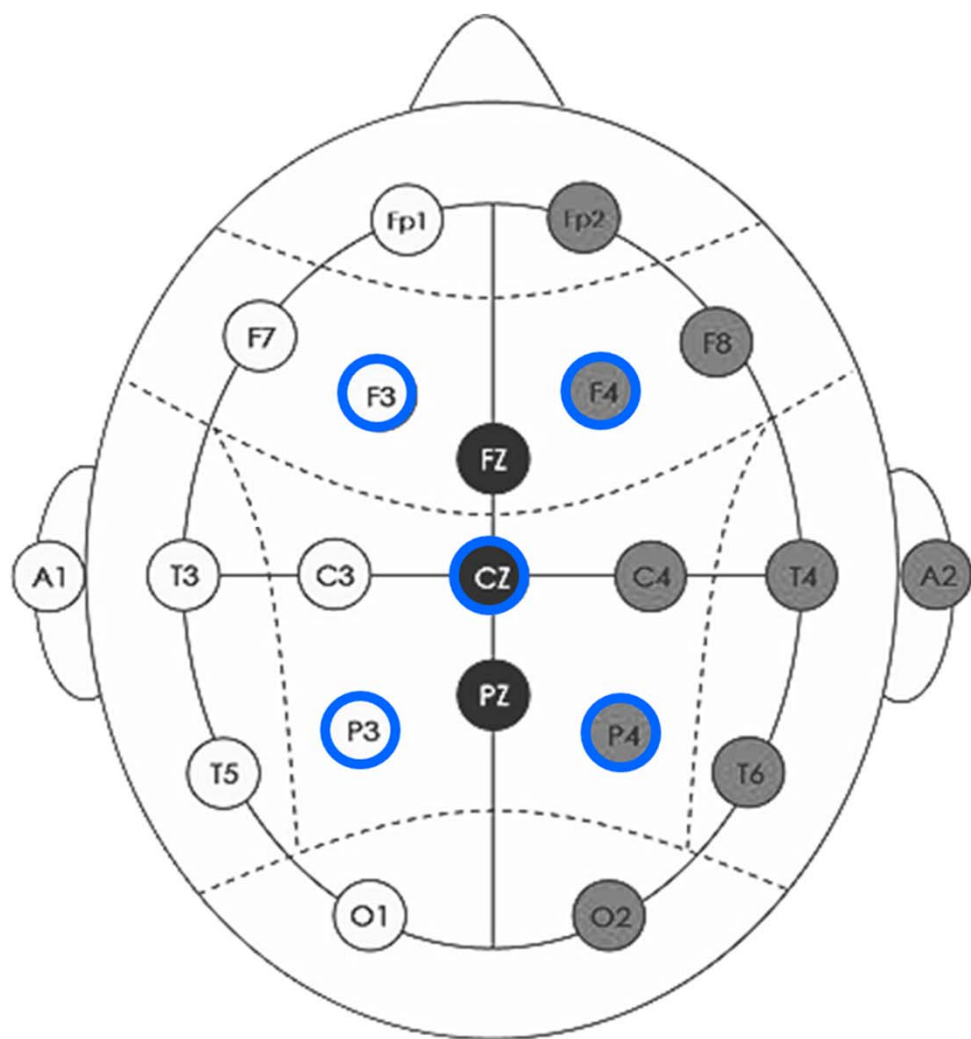 Fp1 Fp2
F7 F8
F3 F4
FZ
A1 T3 C3 CZ C4 T4 A2
PZ
P3 P4
T5 T6
O1 O2